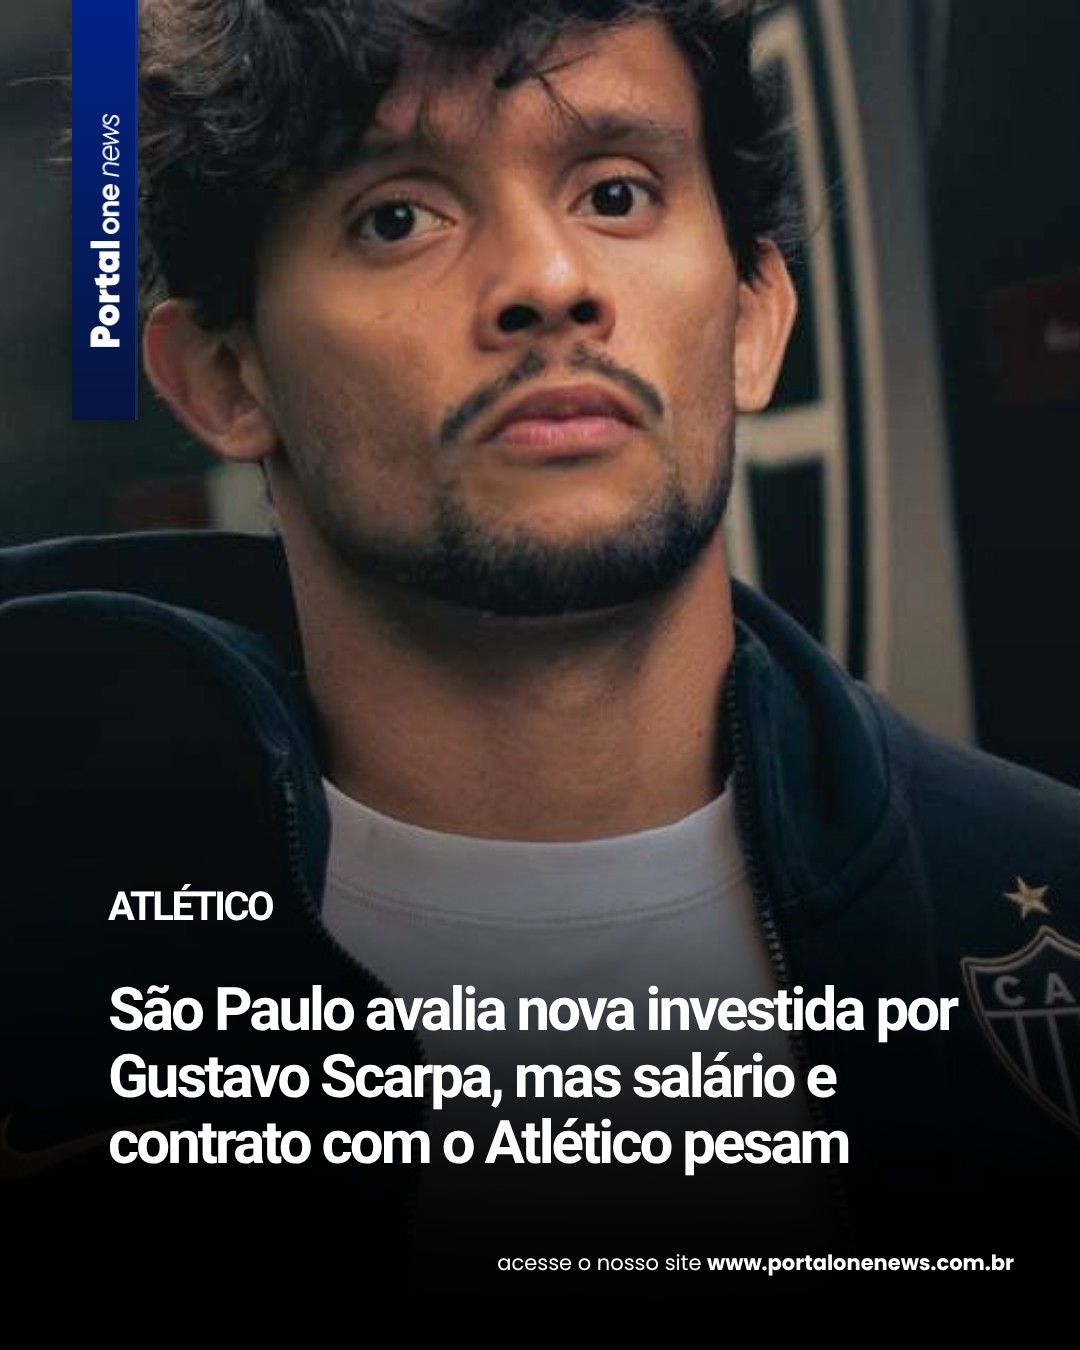 Portal one news
ATLÉTICO
CA
São Paulo avalia nova investida por
Gustavo Scarpa, mas salário e
contrato com o Atlético pesam
acesse o nosso site www.portalonenews.com.br